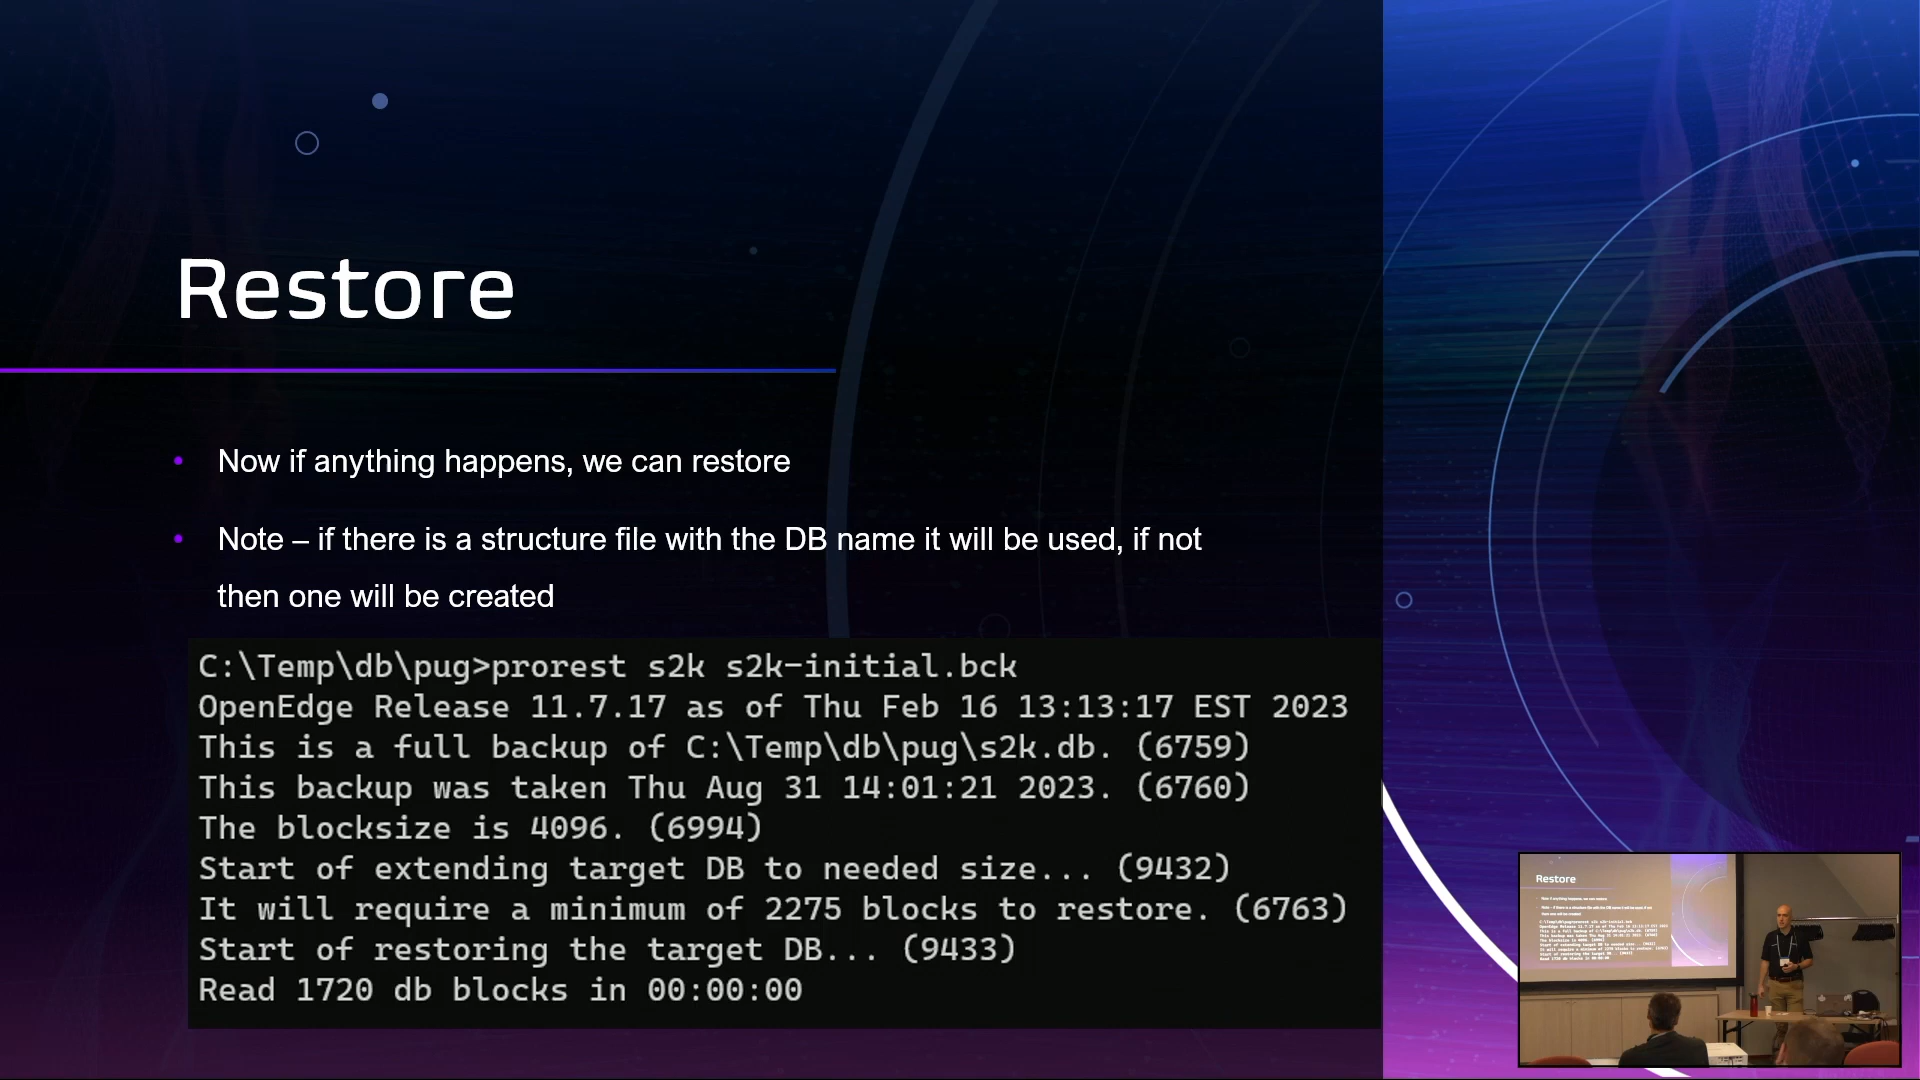 Restore
Now if anything happens, we can restore
Note – if there is a structure file with the DB name it will be used, if not
then one will be created
C:\Temp\db\pug>prorest s2k s2k-initial.bck
OpenEdge Release 11.7.17 as of Thu Feb 16 13:13:17 EST 2023
This is a full backup of C:\Temp\db\pug\s2k.db. (6759)
This backup was taken Thu Aug 31 14:01:21 2023. (6760)
The blocksize is 4096. (6994)
Start of extending target DB to needed size... (9432)
It will require a minimum of 2275 blocks to restore. (6763)
Start of restoring the target DB... (9433)
Read 1720 db blocks in 00:00:00
Restore